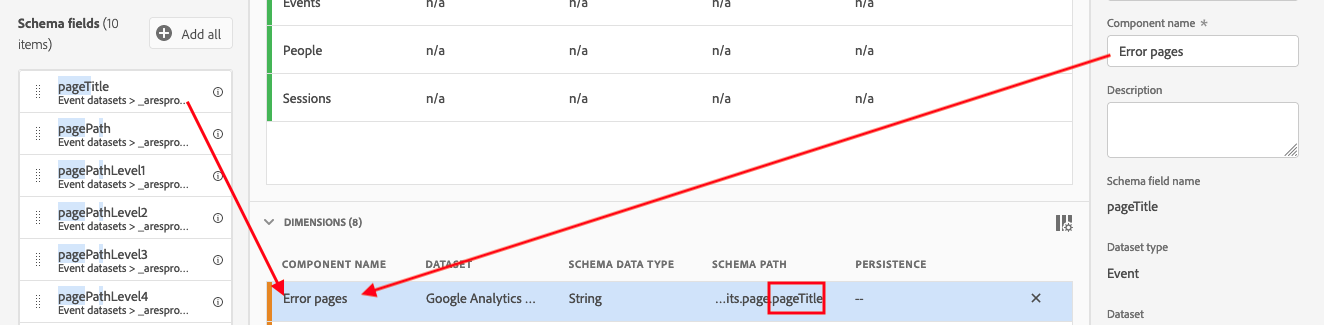 Schema fields (10
items)
Add all
pageTitle
Event datasets > _arespro...
pagePath
Event datasets > _arespro...
pagePathLevel1
Event datasets > _arespro...
pagePathLevel2
Event datasets > _arespro...
pagePathLevel3
Event datasets > _arespro...
pagePathLevel4
Event datasets > _arespro...
Events n/a n/a n/a n/a
People n/a n/a n/a n/a
Sessions n/a n/a n/a n/a
DIMENSIONS (8)
COMPONENT NAME DATASET SCHEMA DATA TYPE SCHEMA PATH PERSISTENCE
Error pages Google Analytics ... String ...its.page.pageTitle --
Component name *
Error pages
Description
Schema field name
pageTitle
Dataset type
Event
Dataset